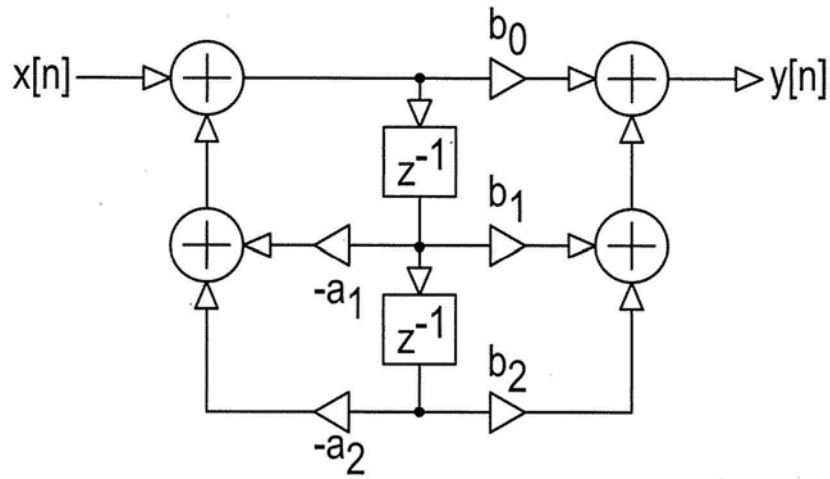 b₀
x[n]
y[n]
z⁻¹
b₁
-a₁
z⁻¹
b₂
-a₂